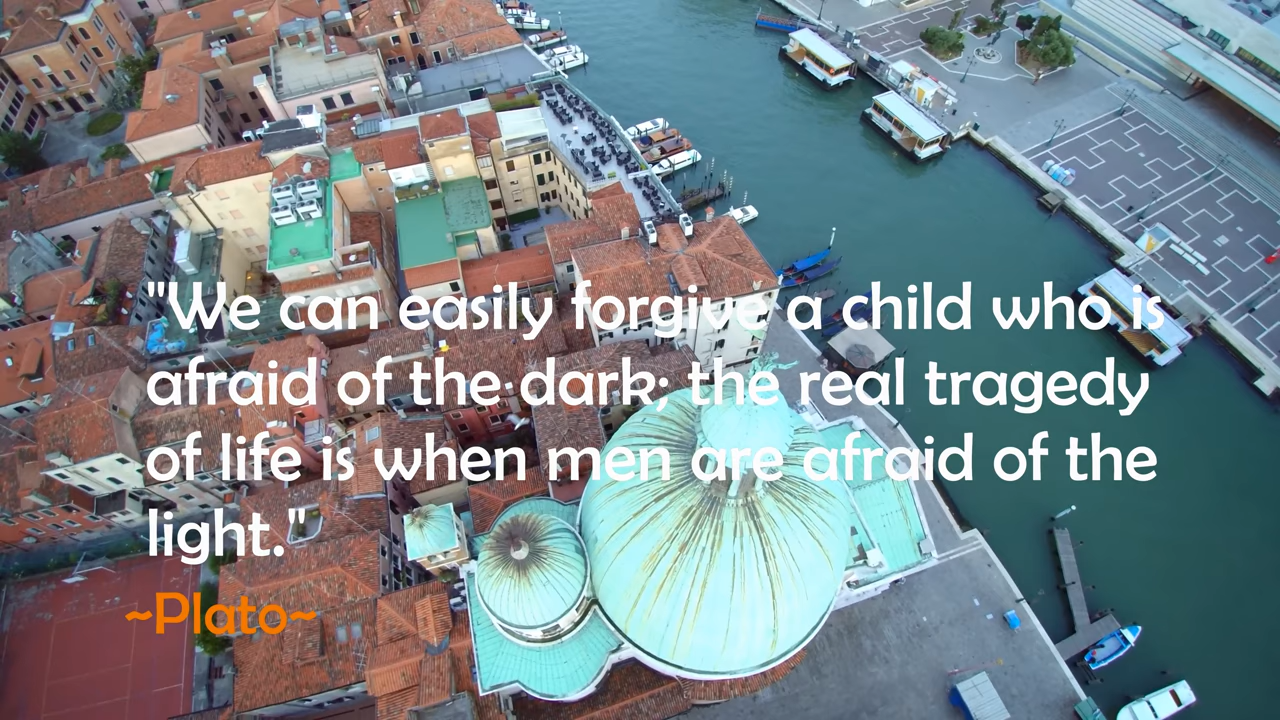 "We can easily forgive a child who is
afraid of the dark; the real tragedy
of life is when men are afraid of the
light."
~Plato~